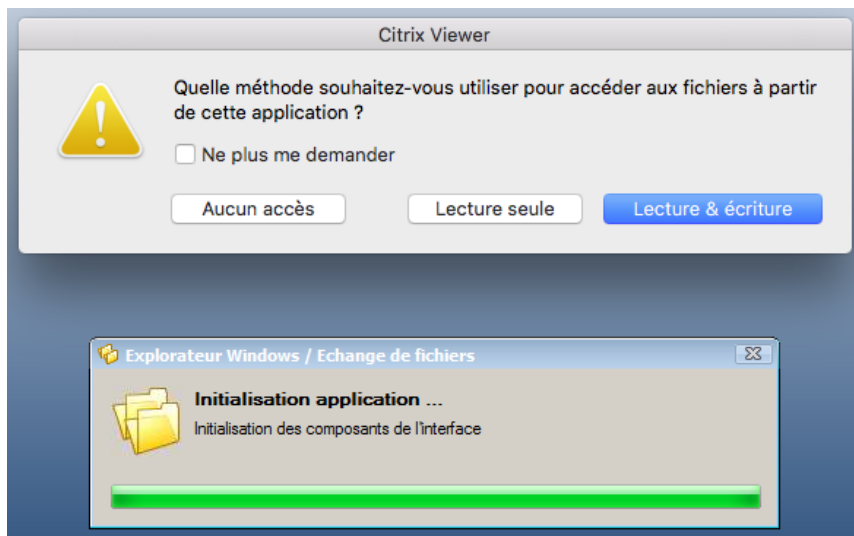 Citrix Viewer
Quelle méthode souhaitez-vous utiliser pour accéder aux fichiers à partir
de cette application ?
Ne plus me demander
Aucun accès
Lecture seule
Lecture & écriture
Explorateur Windows / Echange de fichiers
Initialisation application ...
Initialisation des composants de l'interface